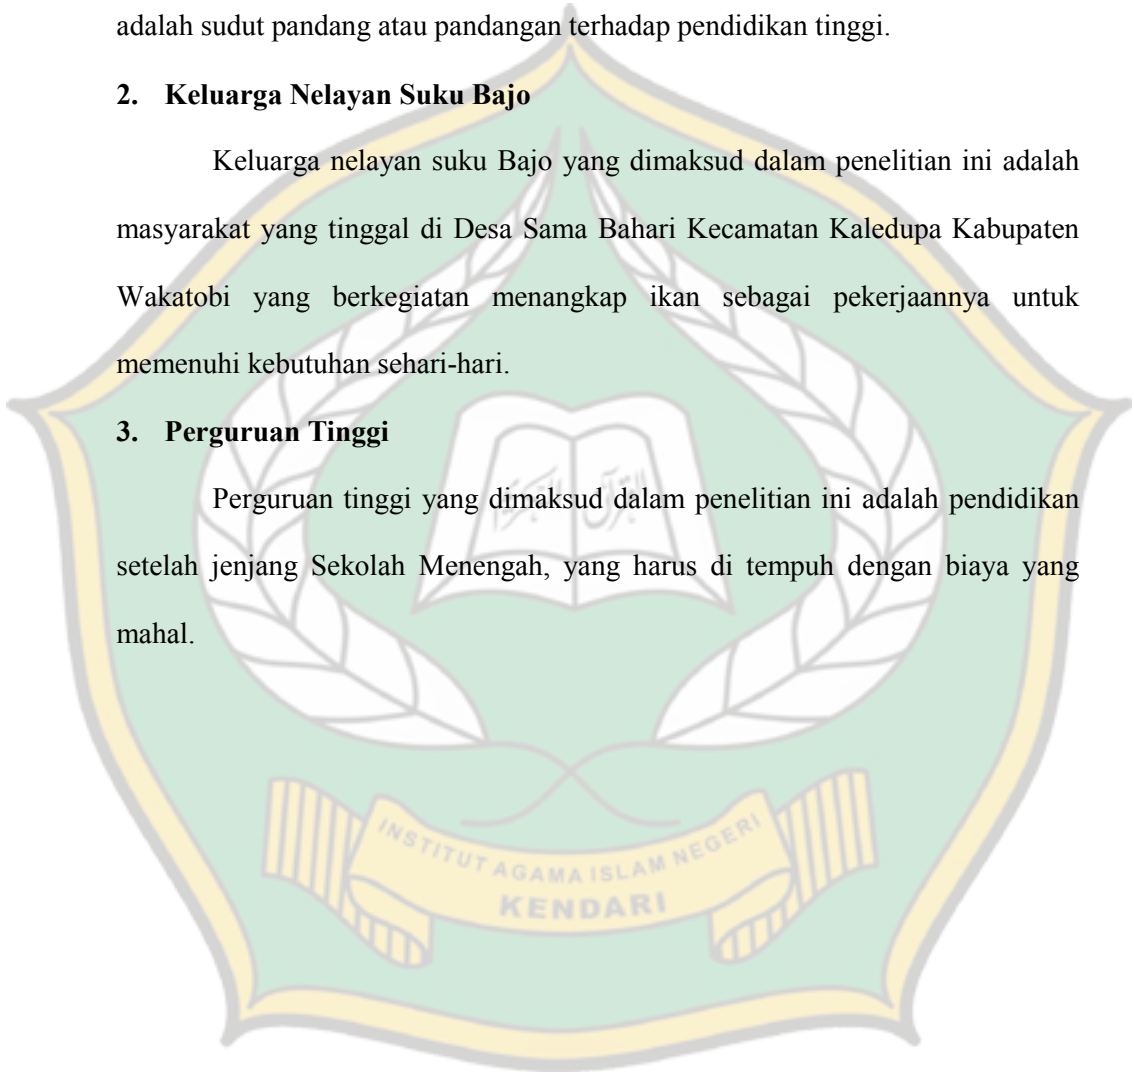 adalah sudut pandang atau pandangan terhadap pendidikan tinggi.
2. Keluarga Nelayan Suku Bajo
Keluarga nelayan suku Bajo yang dimaksud dalam penelitian ini adalah
masyarakat yang tinggal di Desa Sama Bahari Kecamatan Kaledupa Kabupaten
Wakatobi yang berkegiatan menangkap ikan sebagai pekerjaannya untuk
memenuhi kebutuhan sehari-hari.
3. Perguruan Tinggi
Perguruan tinggi yang dimaksud dalam penelitian ini adalah pendidikan
setelah jenjang Sekolah Menengah, yang harus di tempuh dengan biaya yang
mahal.
INSTITUT AGAMA ISLAM NEGERI
KENDARI